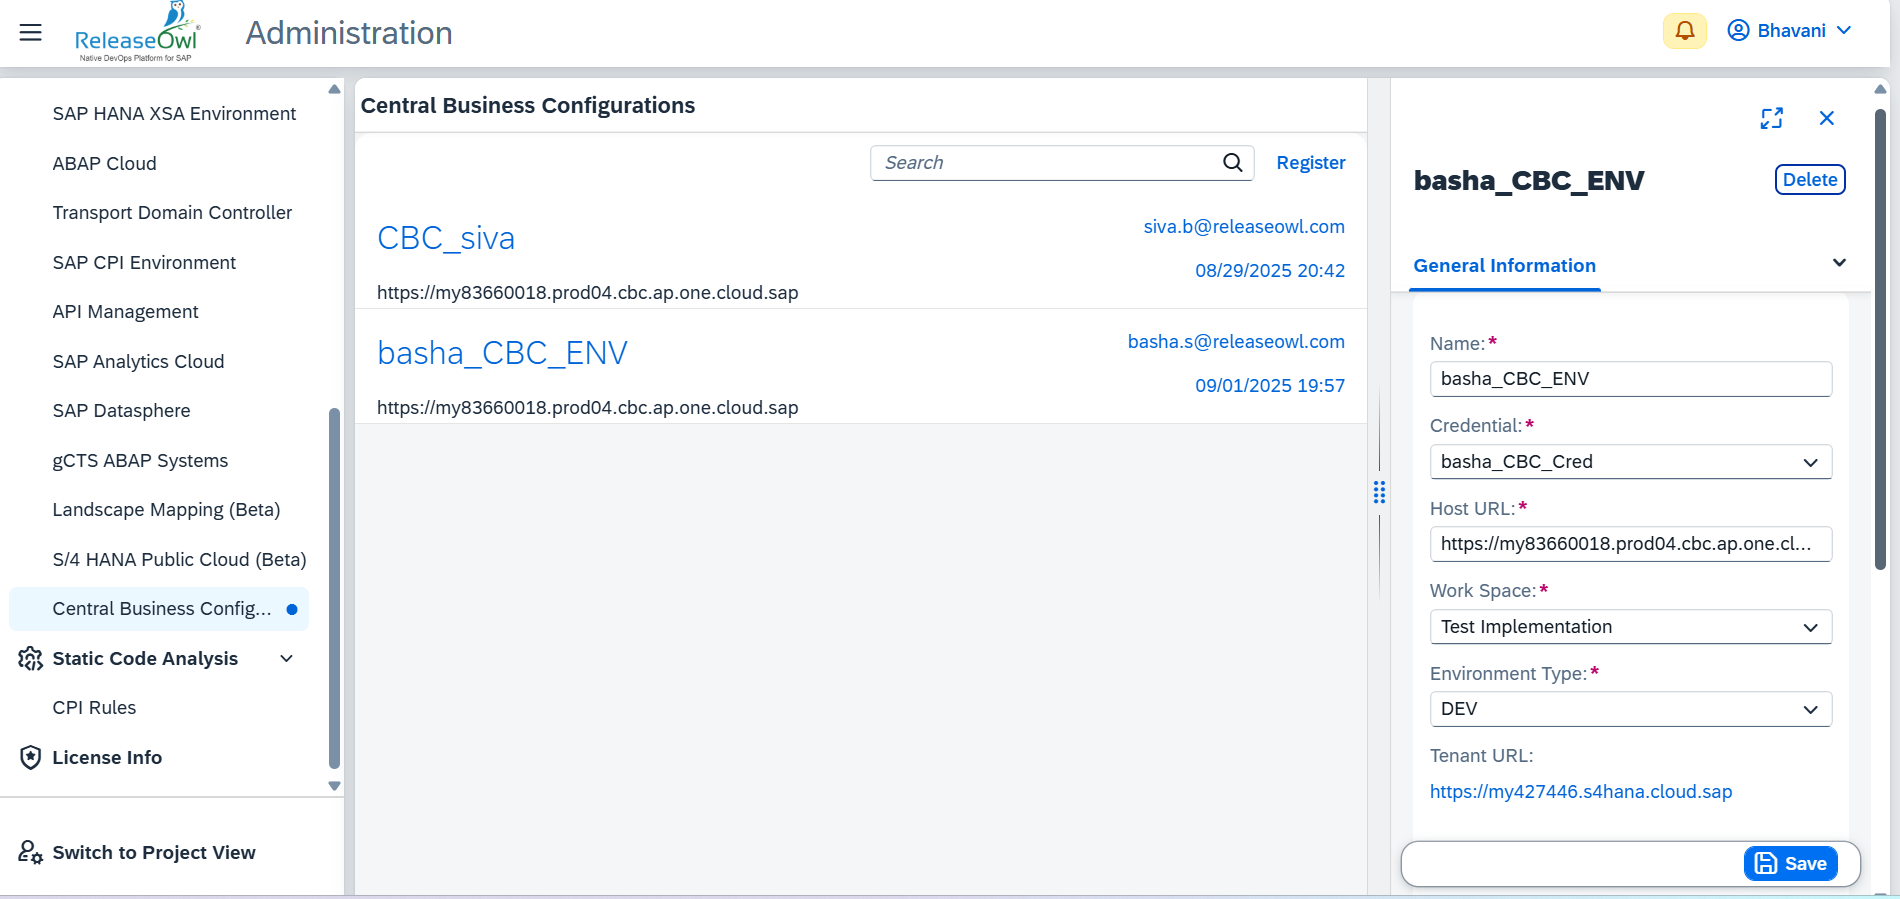 ReleaseOwl®
Native DevOps Platform for SAP
Administration
Bhavani
SAP HANA XSA Environment
ABAP Cloud
Transport Domain Controller
SAP CPI Environment
API Management
SAP Analytics Cloud
SAP Datasphere
gCTS ABAP Systems
Landscape Mapping (Beta)
S/4 HANA Public Cloud (Beta)
Central Business Config...
Static Code Analysis
CPI Rules
License Info
Switch to Project View
Central Business Configurations
Search
Register
CBC_siva
siva.b@releaseowl.com
08/29/2025 20:42
https://my83660018.prod04.cbc.ap.one.cloud.sap
basha_CBC_ENV
basha.s@releaseowl.com
09/01/2025 19:57
https://my83660018.prod04.cbc.ap.one.cloud.sap
basha_CBC_ENV
Delete
General Information
Name:*
basha_CBC_ENV
Credential:*
basha_CBC_Cred
Host URL:*
https://my83660018.prod04.cbc.ap.one.cl...
Work Space:*
Test Implementation
Environment Type:*
DEV
Tenant URL:
https://my427446.s4hana.cloud.sap
Save